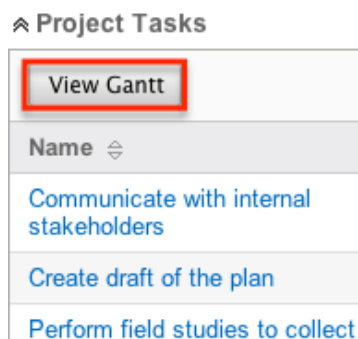 Project Tasks
View Gantt
Name
Communicate with internal
stakeholders
Create draft of the plan
Perform field studies to collect